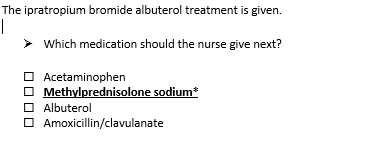 The ipratropium bromide albuterol treatment is given.
➤ Which medication should the nurse give next?
☐ Acetaminophen
☐ Methylprednisolone sodium*
☐ Albuterol
☐ Amoxicillin/clavulanate